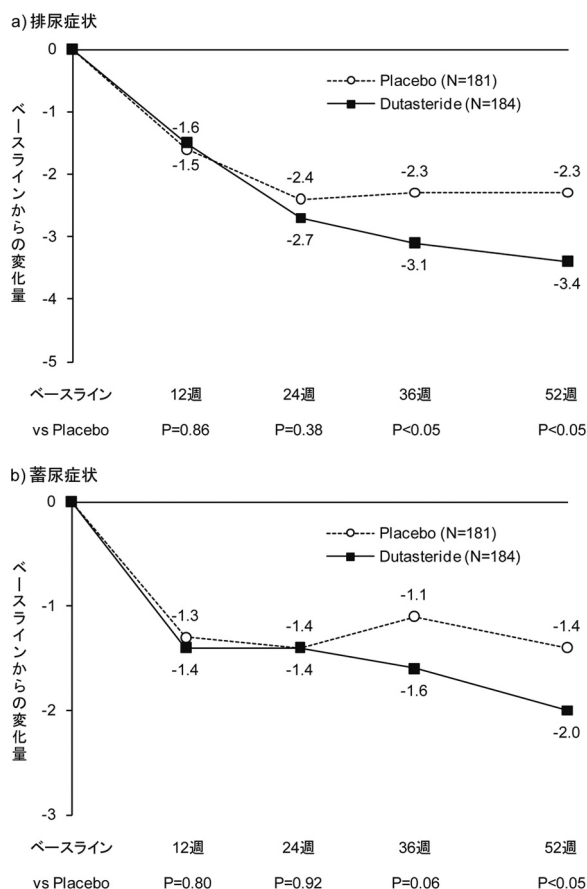 a) 排尿症状
0
Placebo (N=181)
Dutasteride (N=184)
ベースラインからの変化量
-1
-1.6
-1.5
-2
-2.4
-2.3
-2.3
-2.7
-3
-3.1
-3.4
-4
-5
ベースライン 12週 24週 36週 52週
vs Placebo P=0.86 P=0.38 P<0.05 P<0.05
b) 蓄尿症状
0
Placebo (N=181)
Dutasteride (N=184)
ベースラインからの変化量
-1
-1.1
-1.3
-1.4
-1.4
-1.4
-1.4
-1.6
-2
-2.0
-3
ベースライン 12週 24週 36週 52週
vs Placebo P=0.80 P=0.92 P=0.06 P<0.05